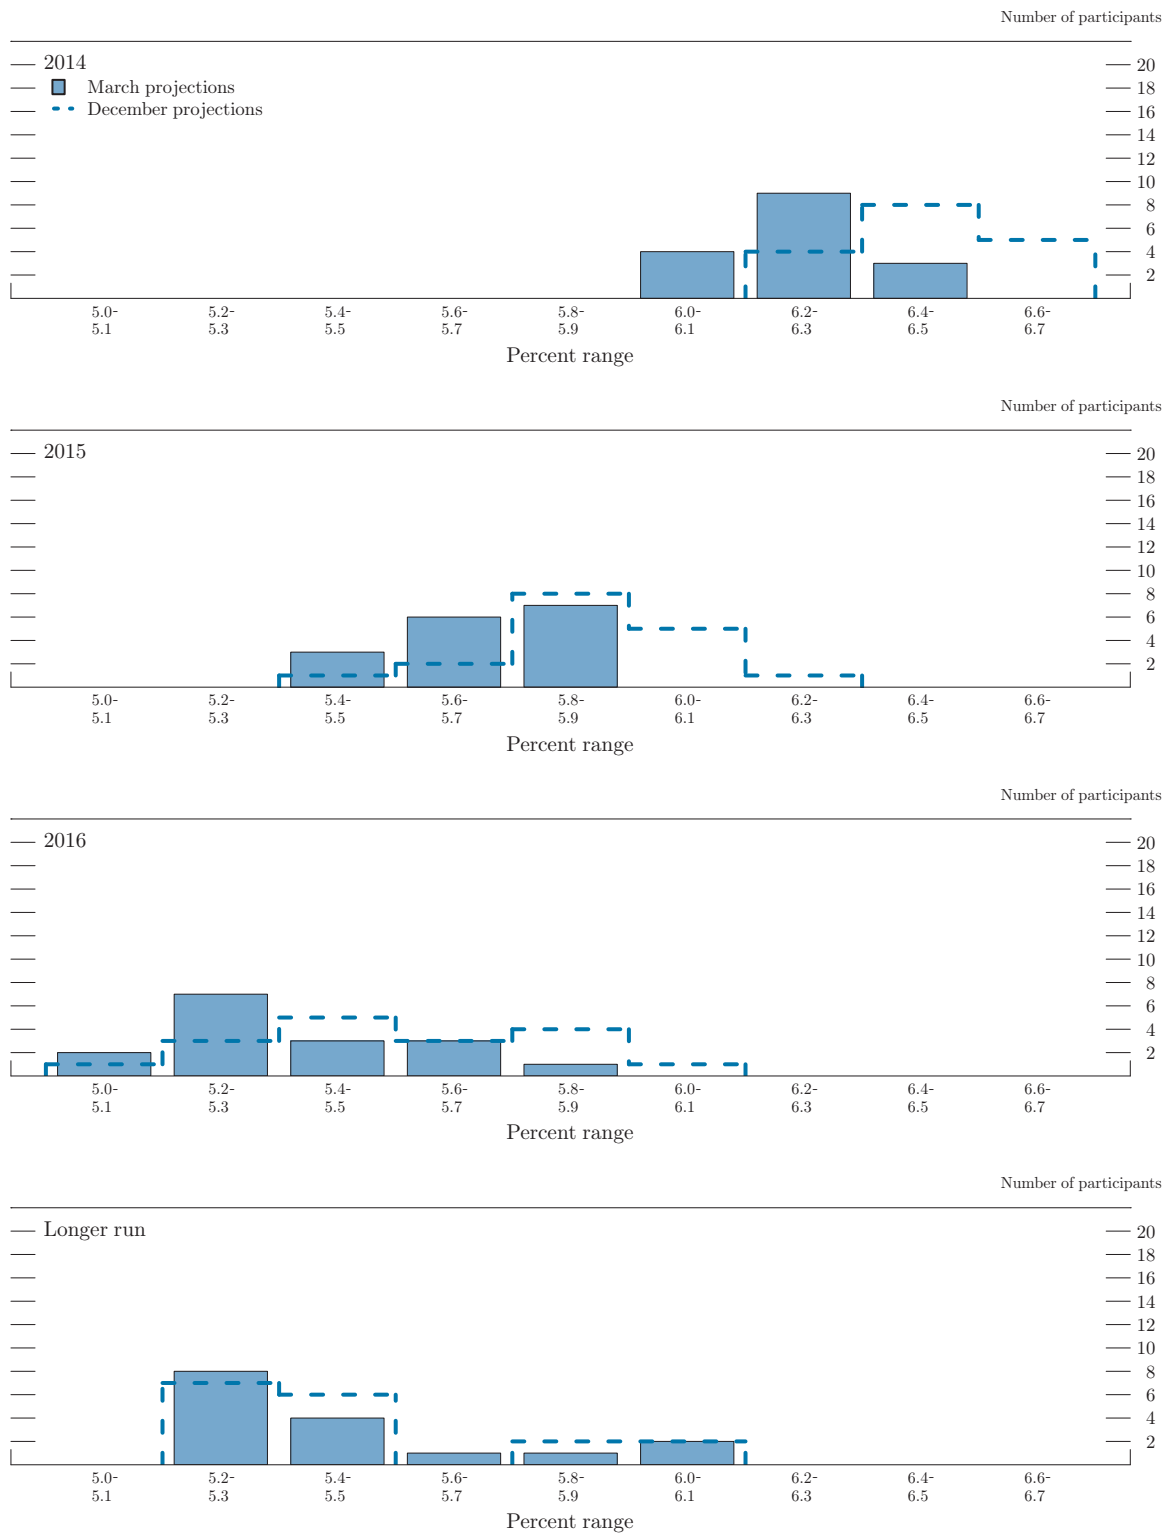 Number of participants
2014
March projections
December projections
20
18
16
14
12
10
8
6
4
2
5.0- 5.2- 5.4- 5.6- 5.8- 6.0- 6.2- 6.4- 6.6-
5.1 5.3 5.5 5.7 5.9 6.1 6.3 6.5 6.7
Percent range
Number of participants
2015
20
18
16
14
12
10
8
6
4
2
5.0- 5.2- 5.4- 5.6- 5.8- 6.0- 6.2- 6.4- 6.6-
5.1 5.3 5.5 5.7 5.9 6.1 6.3 6.5 6.7
Percent range
Number of participants
2016
20
18
16
14
12
10
8
6
4
2
5.0- 5.2- 5.4- 5.6- 5.8- 6.0- 6.2- 6.4- 6.6-
5.1 5.3 5.5 5.7 5.9 6.1 6.3 6.5 6.7
Percent range
Number of participants
Longer run
20
18
16
14
12
10
8
6
4
2
5.0- 5.2- 5.4- 5.6- 5.8- 6.0- 6.2- 6.4- 6.6-
5.1 5.3 5.5 5.7 5.9 6.1 6.3 6.5 6.7
Percent range